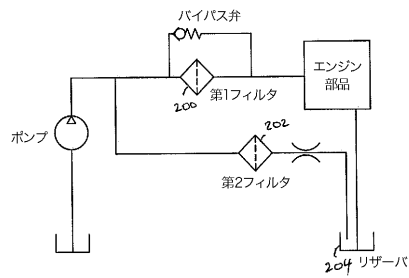 バイパス弁
エンジン
部品
200
第1フィルタ
ポンプ
202
第2フィルタ
204
リザーバ